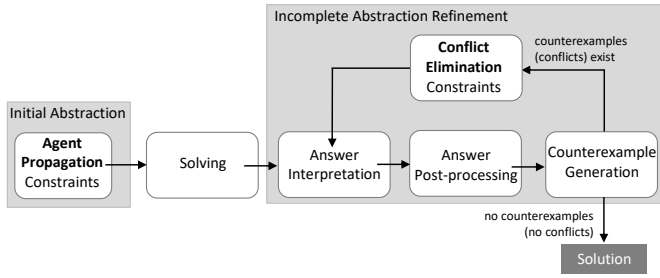 Incomplete Abstraction Refinement
Conflict
Elimination
Constraints
counterexamples
(conflicts) exist
Initial Abstraction
Agent
Propagation
Constraints
Solving
Answer
Interpretation
Answer
Post-processing
Counterexample
Generation
no counterexamples
(no conflicts)
Solution